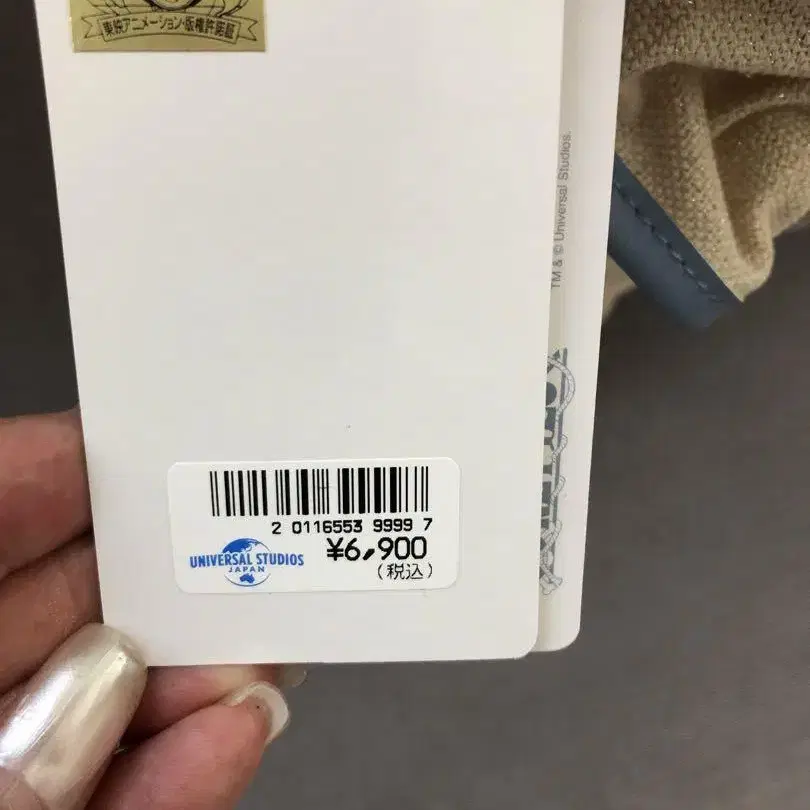 東映アニメーション・版権許諾証
TM & © Universal Studios.
2 0116553 9999 7
UNIVERSAL STUDIOS
JAPAN
¥6,900
(税込)